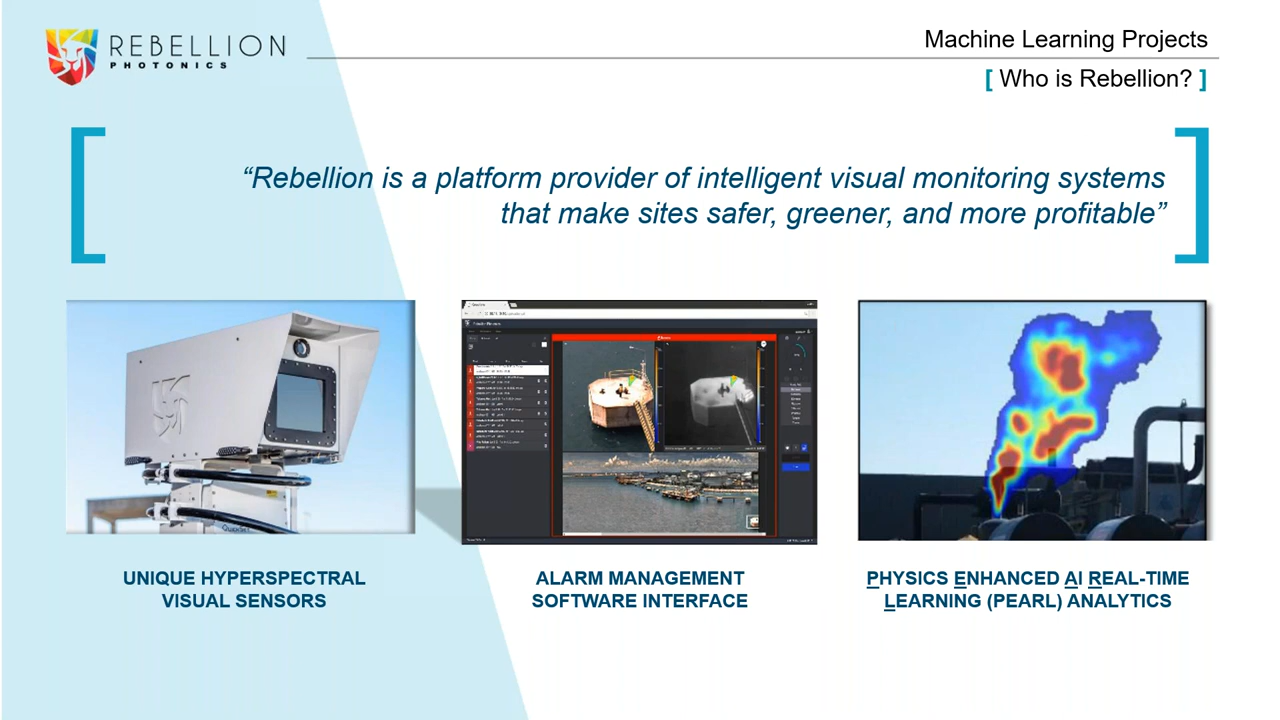 REBELLION
PHOTONICS
Machine Learning Projects
[ Who is Rebellion? ]
“Rebellion is a platform provider of intelligent visual monitoring systems
that make sites safer, greener, and more profitable”
UNIQUE HYPERSPECTRAL
VISUAL SENSORS
ALARM MANAGEMENT
SOFTWARE INTERFACE
PHYSICS ENHANCED AI REAL-TIME
LEARNING (PEARL) ANALYTICS